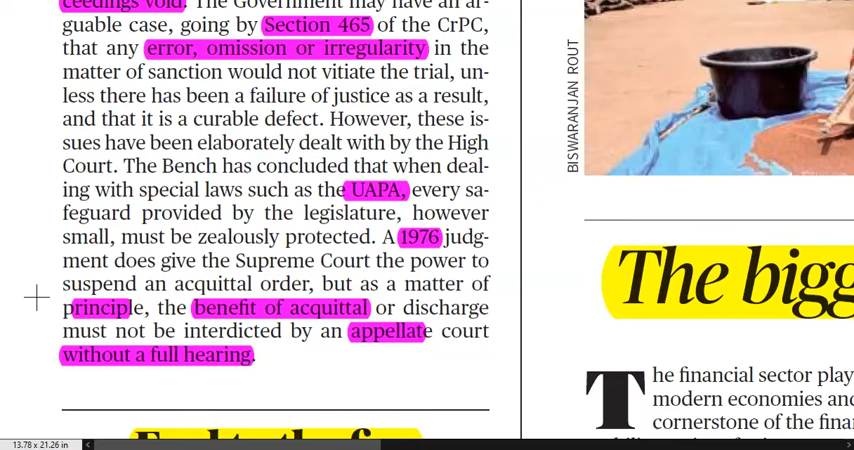 ceedings void. The Government may have an ar-
guable case, going by Section 465 of the CrPC,
that any error, omission or irregularity in the
matter of sanction would not vitiate the trial, un-
less there has been a failure of justice as a result,
and that it is a curable defect. However, these is-
sues have been elaborately dealt with by the High
Court. The Bench has concluded that when deal-
ing with special laws such as the UAPA, every sa-
feguard provided by the legislature, however
small, must be zealously protected. A 1976 judg-
ment does give the Supreme Court the power to
suspend an acquittal order, but as a matter of
principle, the benefit of acquittal or discharge
must not be interdicted by an appellate court
without a full hearing.
BISWARANJAN ROUT
The bigg
The financial sector play
modern economies and
cornerstone of the finan
13.78 x 21.26 in